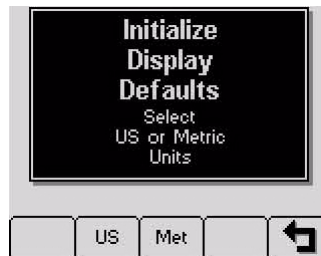 Initialize
Display
Defaults
Select
US or Metric
Units
US Met